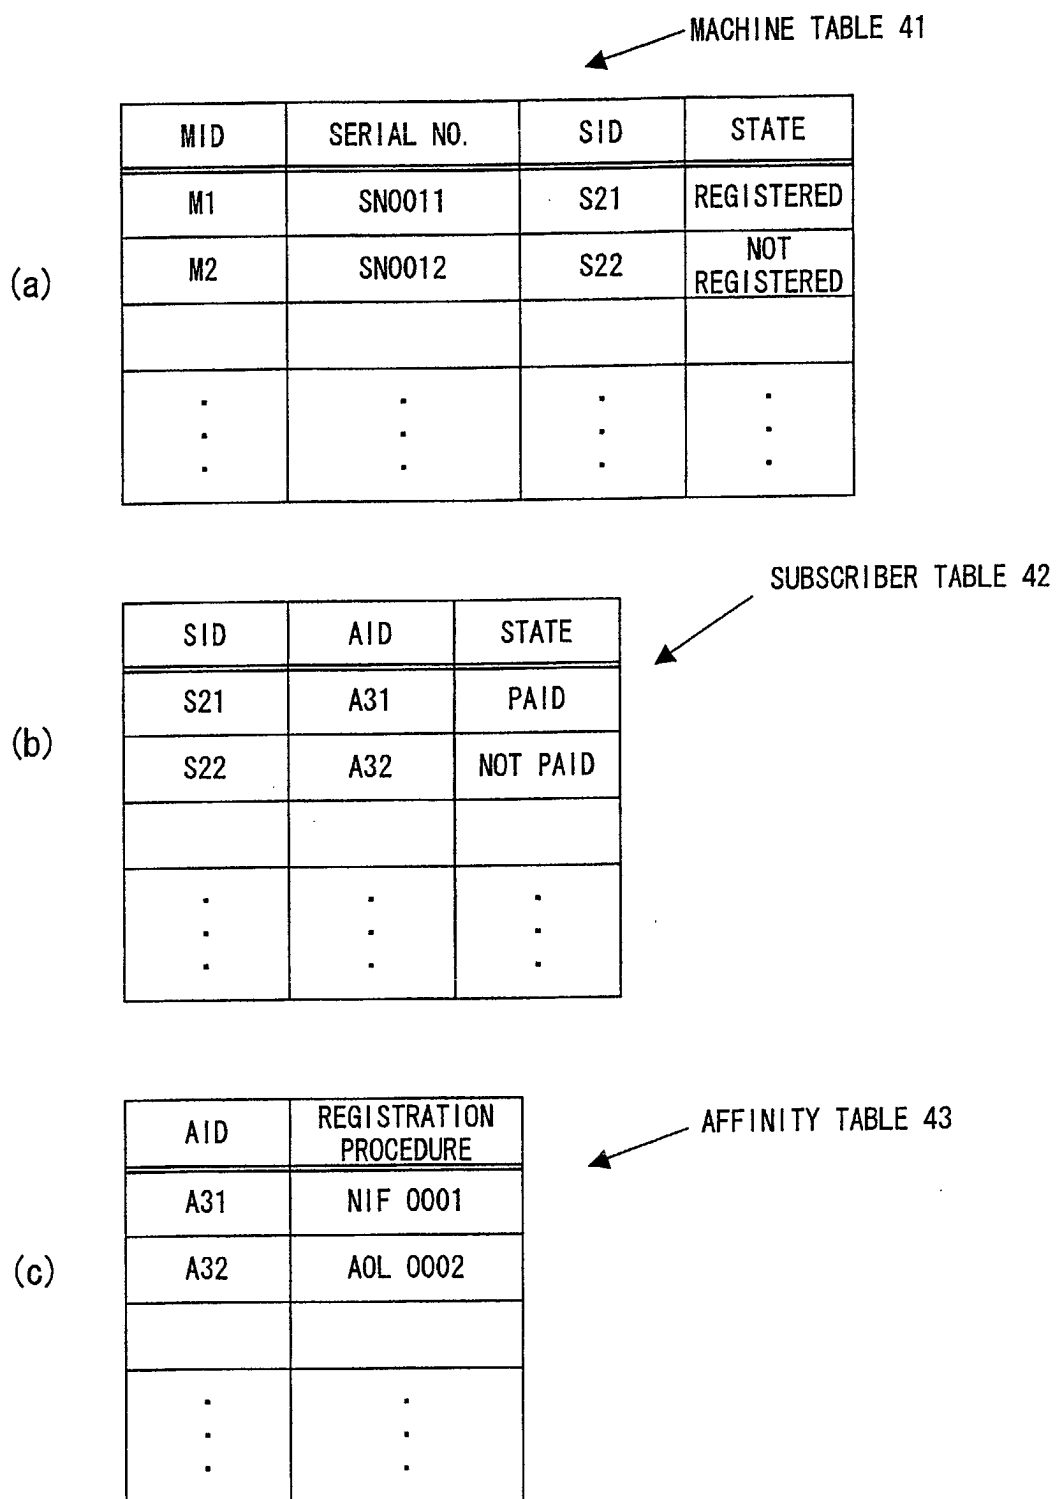 MACHINE TABLE 41
MID SERIAL NO. SID STATE
M1 SN0011 S21 REGISTERED
M2 SN0012 S22 NOT REGISTERED
(a)
SUBSCRIBER TABLE 42
SID AID STATE
S21 A31 PAID
(b)
S22 A32 NOT PAID
AFFINITY TABLE 43
AID REGISTRATION PROCEDURE
A31 NIF 0001
A32 AOL 0002
(c)